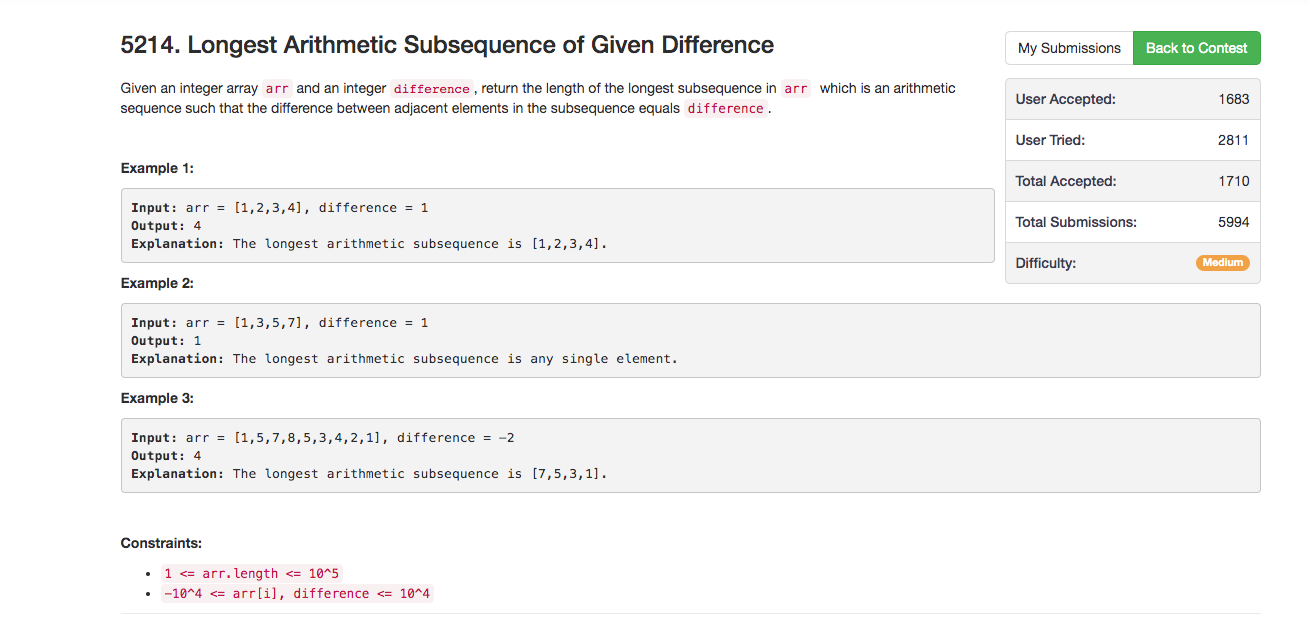 5214. Longest Arithmetic Subsequence of Given Difference
My Submissions
Back to Contest
Given an integer array arr and an integer difference, return the length of the longest subsequence in arr which is an arithmetic
sequence such that the difference between adjacent elements in the subsequence equals difference.
User Accepted: 1683
User Tried: 2811
Total Accepted: 1710
Total Submissions: 5994
Difficulty: Medium
Example 1:
Input: arr = [1,2,3,4], difference = 1
Output: 4
Explanation: The longest arithmetic subsequence is [1,2,3,4].
Example 2:
Input: arr = [1,3,5,7], difference = 1
Output: 1
Explanation: The longest arithmetic subsequence is any single element.
Example 3:
Input: arr = [1,5,7,8,5,3,4,2,1], difference = -2
Output: 4
Explanation: The longest arithmetic subsequence is [7,5,3,1].
Constraints:
• 1 <= arr.length <= 10^5
• -10^4 <= arr[i], difference <= 10^4